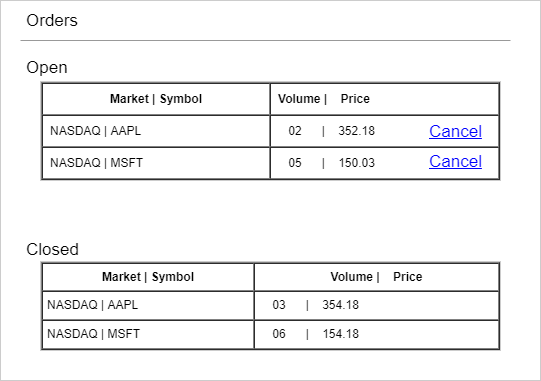 Orders
Open
Market | Symbol Volume | Price
NASDAQ | AAPL 02 | 352.18 Cancel
NASDAQ | MSFT 05 | 150.03 Cancel
Closed
Market | Symbol Volume | Price
NASDAQ | AAPL 03 | 354.18
NASDAQ | MSFT 06 | 154.18